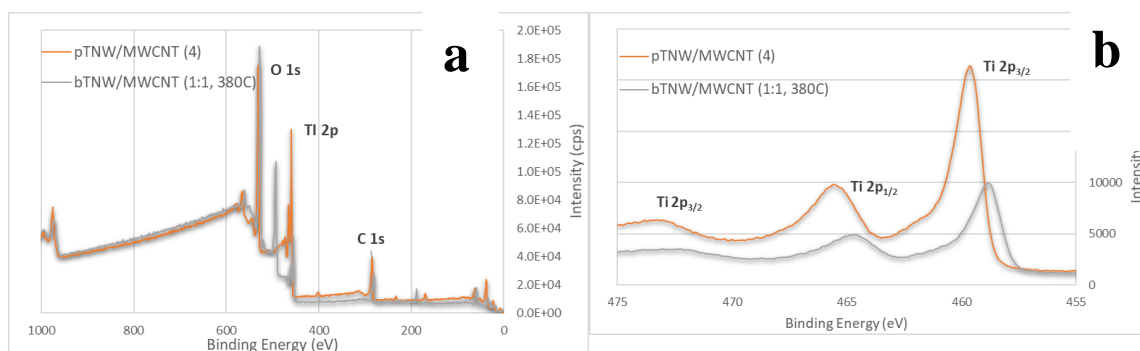 a
pTNW/MWCNT (4)
bTNW/MWCNT (1:1, 380C)
O 1s
TI 2p
C 1s
2.0E+05
1.8E+05
1.6E+05
1.4E+05
1.2E+05
1.0E+05
8.0E+04
6.0E+04
4.0E+04
2.0E+04
0.0E+00
Intensity (cps)
1000 800 600 400 200 0
Binding Energy (eV)
b
pTNW/MWCNT (4)
bTNW/MWCNT (1:1, 380C)
Ti 2p3/2
Ti 2p1/2
Ti 2p3/2
10000
5000
0
475 470 465 460 455
Binding Energy (eV)